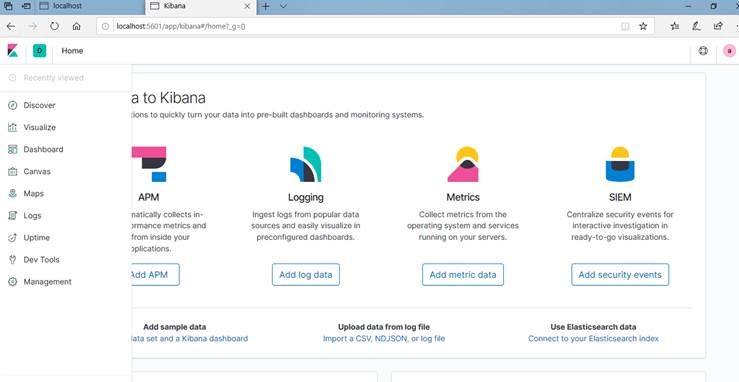 localhost
Kibana
localhost:5601/app/kibana#/home?_g=()
D
Home
a
Recently viewed
Discover
Visualize
Dashboard
Canvas
Maps
Logs
Uptime
Dev Tools
Management
a to Kibana
tions to quickly turn your data into pre-built dashboards and monitoring systems.
APM
matically collects in-
ormance metrics and
from inside your
pplications.
Add APM
Logging
Ingest logs from popular data
sources and easily visualize in
preconfigured dashboards.
Add log data
Metrics
Collect metrics from the
operating system and services
running on your servers.
Add metric data
SIEM
Centralize security events for
interactive investigation in
ready-to-go visualizations.
Add security events
Add sample data
ata set and a Kibana dashboard
Upload data from log file
Import a CSV, NDJSON, or log file
Use Elasticsearch data
Connect to your Elasticsearch index